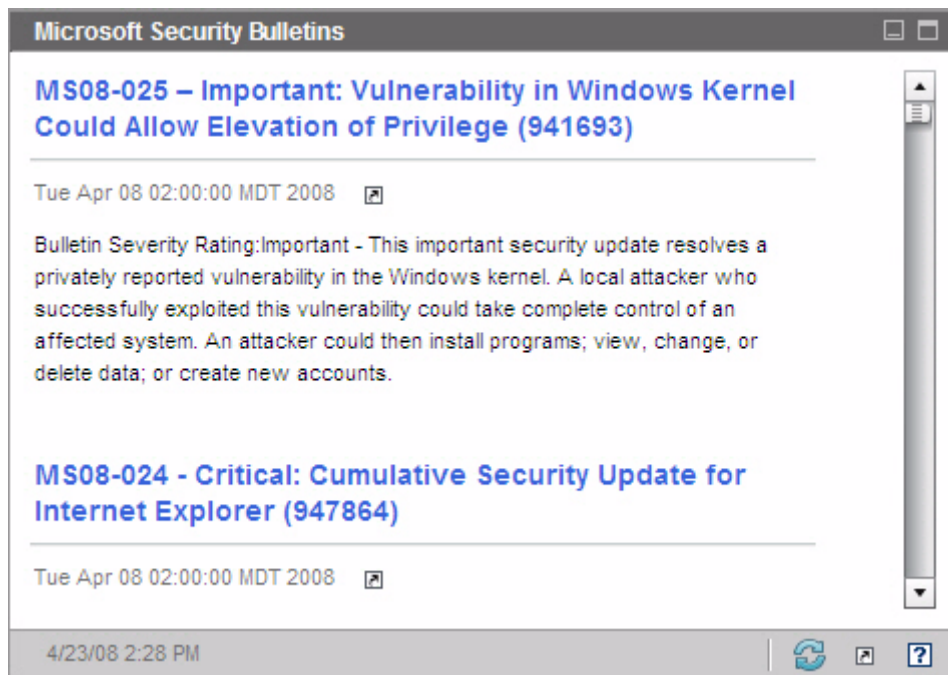 Microsoft Security Bulletins
MS08-025 – Important: Vulnerability in Windows Kernel
Could Allow Elevation of Privilege (941693)
Tue Apr 08 02:00:00 MDT 2008
Bulletin Severity Rating:Important - This important security update resolves a
privately reported vulnerability in the Windows kernel. A local attacker who
successfully exploited this vulnerability could take complete control of an
affected system. An attacker could then install programs; view, change, or
delete data; or create new accounts.
MS08-024 - Critical: Cumulative Security Update for
Internet Explorer (947864)
Tue Apr 08 02:00:00 MDT 2008
4/23/08 2:28 PM
?